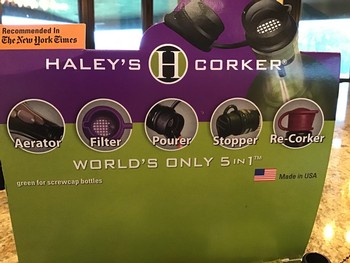 Recommended in
The New York Times
HALEY'S H CORKER
Aerator Filter Pourer Stopper Re-Corker
WORLD'S ONLY 5 IN 1™
green for screwcap bottles
Made in USA